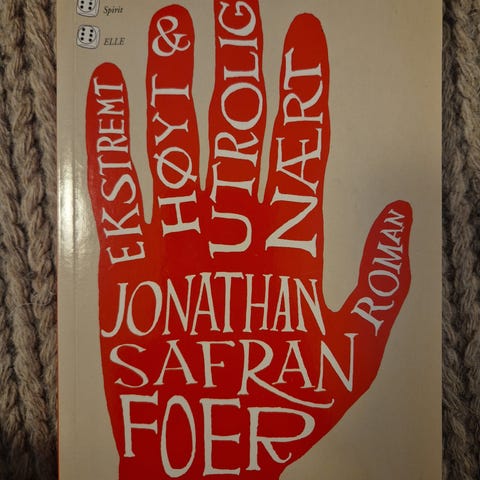 Spirit
ELLE
EKSTREMT
HØYT &
UTROLIG
NÆRT
ROMAN
JONATHAN
SAFRAN
FOER